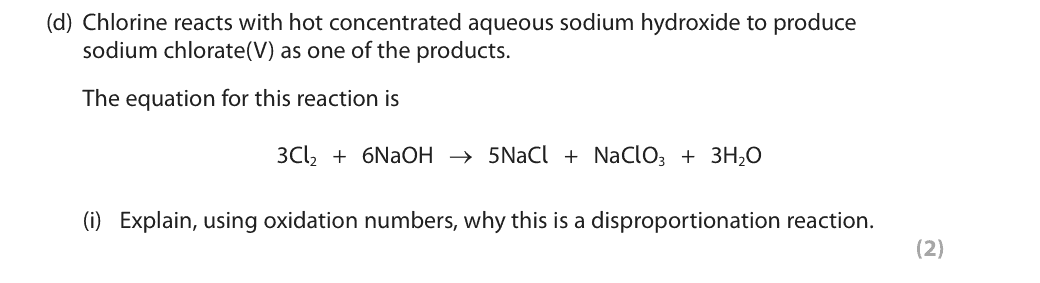 (d) Chlorine reacts with hot concentrated aqueous sodium hydroxide to produce
sodium chlorate(V) as one of the products.
The equation for this reaction is
3Cl₂ + 6NaOH → 5NaCl + NaClO₃ + 3H₂O
(i) Explain, using oxidation numbers, why this is a disproportionation reaction.
(2)